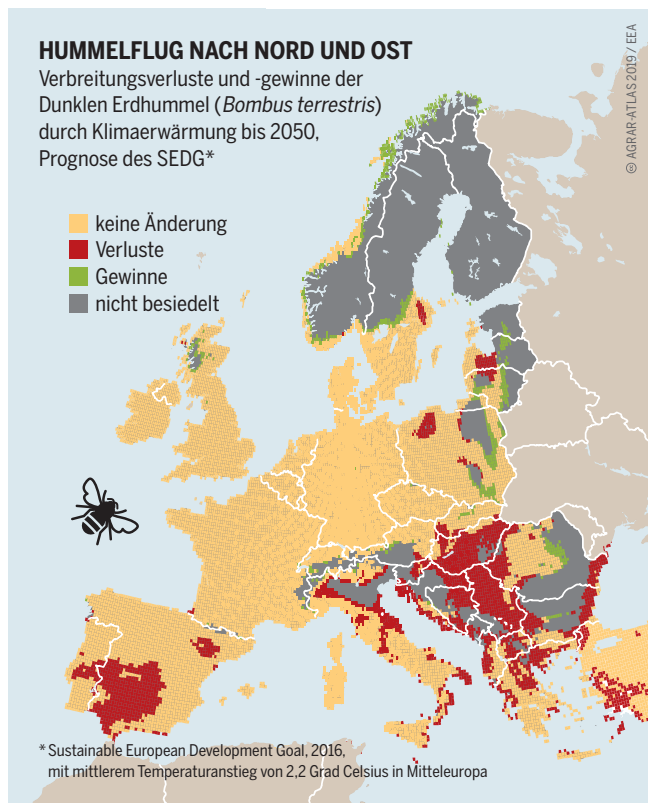 HUMMELFLUG NACH NORD UND OST
Verbreitungsverluste und -gewinne der
Dunklen Erdhummel (Bombus terrestris)
durch Klimaerwärmung bis 2050,
Prognose des SEDG*
keine Änderung
Verluste
Gewinne
nicht besiedelt
* Sustainable European Development Goal, 2016,
mit mittlerem Temperaturanstieg von 2,2 Grad Celsius in Mitteleuropa
© AGRAR-ATLAS 2019 / EEA